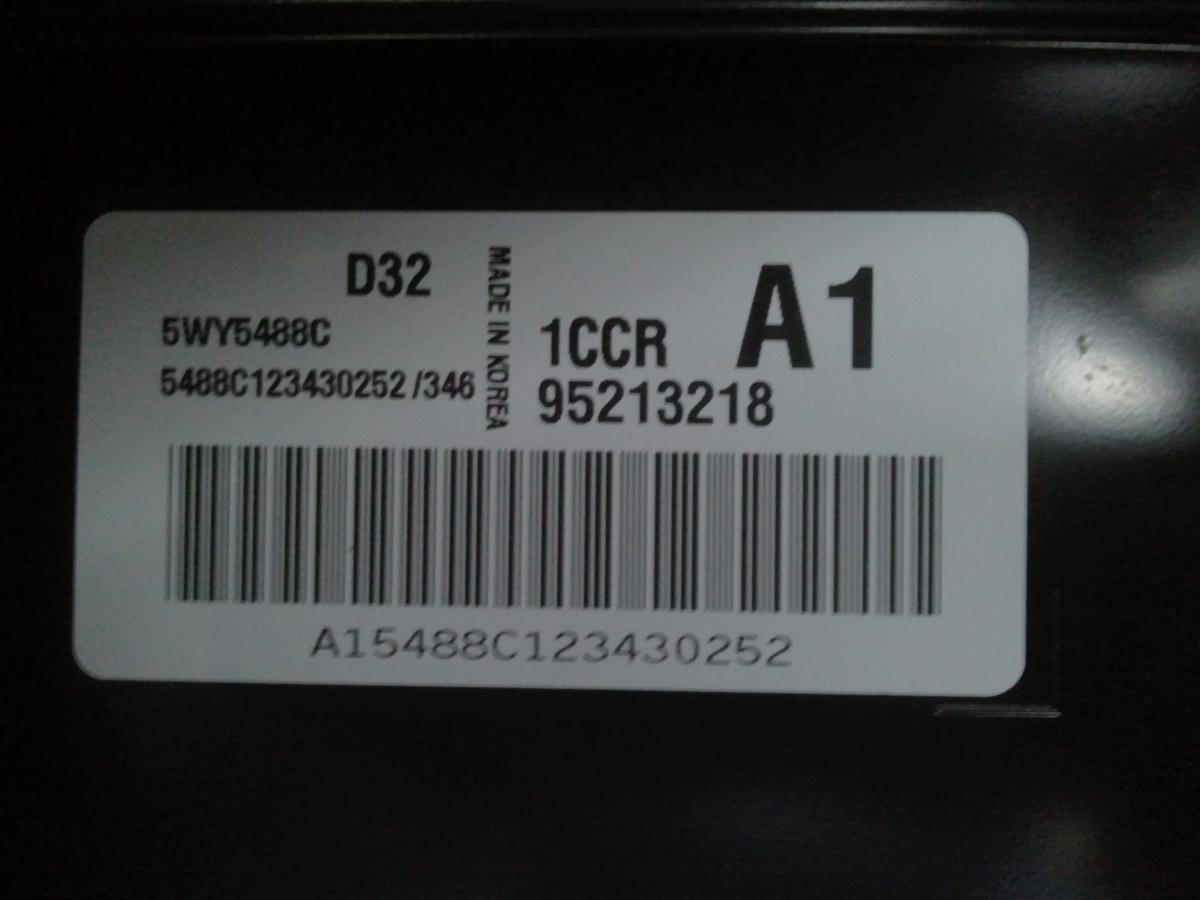 D32
5WY5488C
5488C123430252 /346
MADE IN KOREA
1CCR
A1
95213218
A15488C123430252